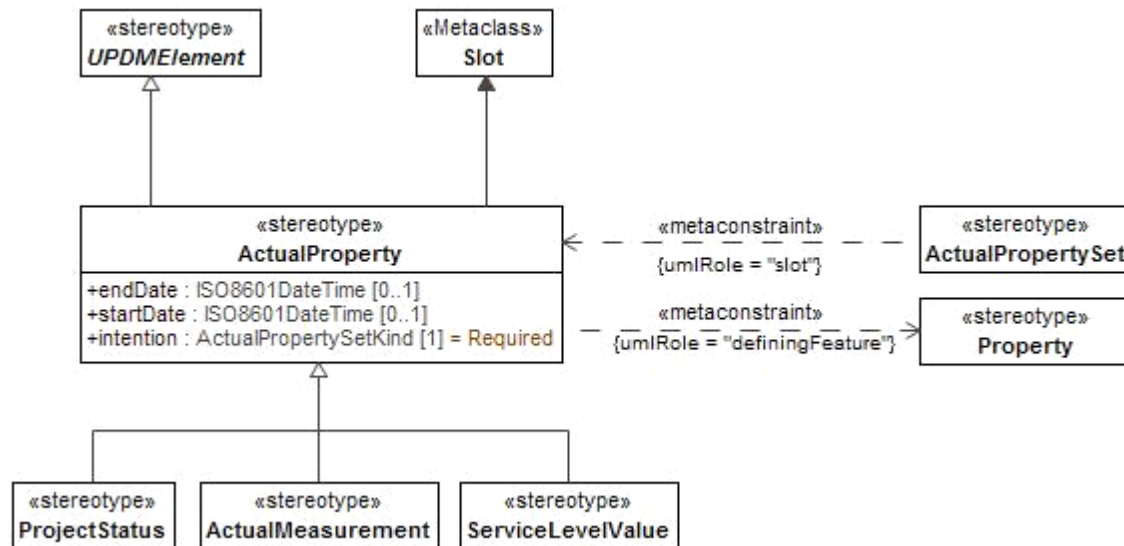 «stereotype»
UPDMElement
«Metaclass»
Slot
«stereotype»
ActualProperty
+endDate : ISO8601DateTime [0..1]
+startDate : ISO8601DateTime [0..1]
+intention : ActualPropertySetKind [1] = Required
«metaconstraint»
{umlRole = "slot"}
«stereotype»
ActualPropertySet
«metaconstraint»
{umlRole = "definingFeature"}
«stereotype»
Property
«stereotype»
ProjectStatus
«stereotype»
ActualMeasurement
«stereotype»
ServiceLevelValue